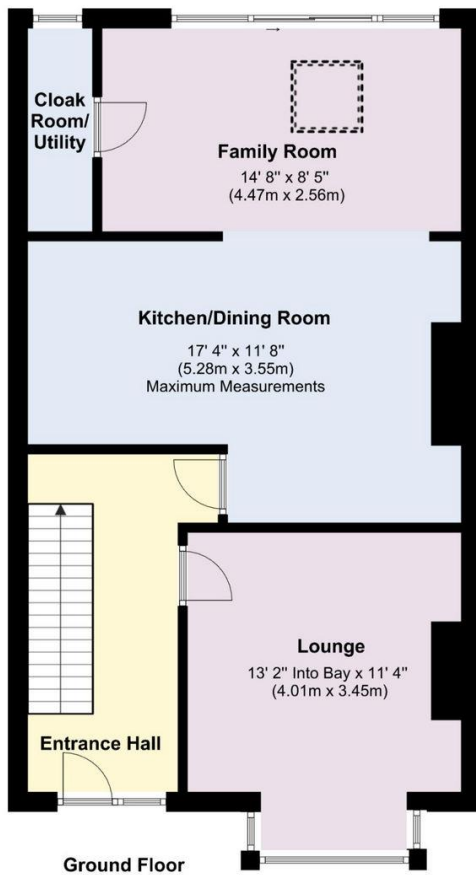 Cloak
Room/
Utility
Family Room
14' 8" x 8' 5"
(4.47m x 2.56m)
Kitchen/Dining Room
17' 4" x 11' 8"
(5.28m x 3.55m)
Maximum Measurements
Lounge
13' 2" Into Bay x 11' 4"
(4.01m x 3.45m)
Entrance Hall
Ground Floor